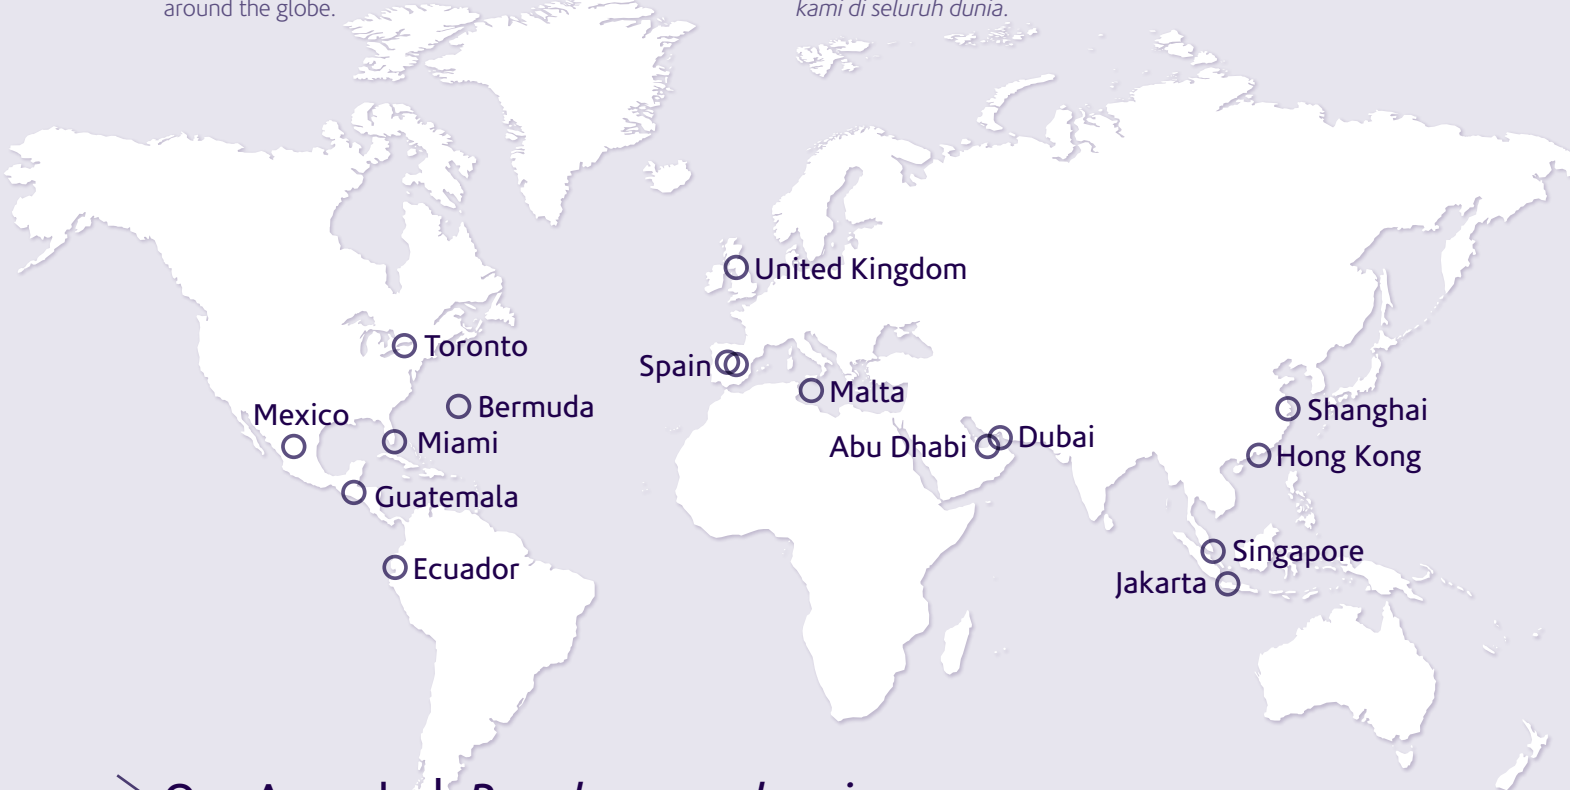 around the globe.
kami di seluruh dunia.
United Kingdom
Toronto
Spain
Malta
Bermuda
Mexico
Miami
Shanghai
Abu Dhabi
Dubai
Hong Kong
Guatemala
Singapore
Ecuador
Jakarta